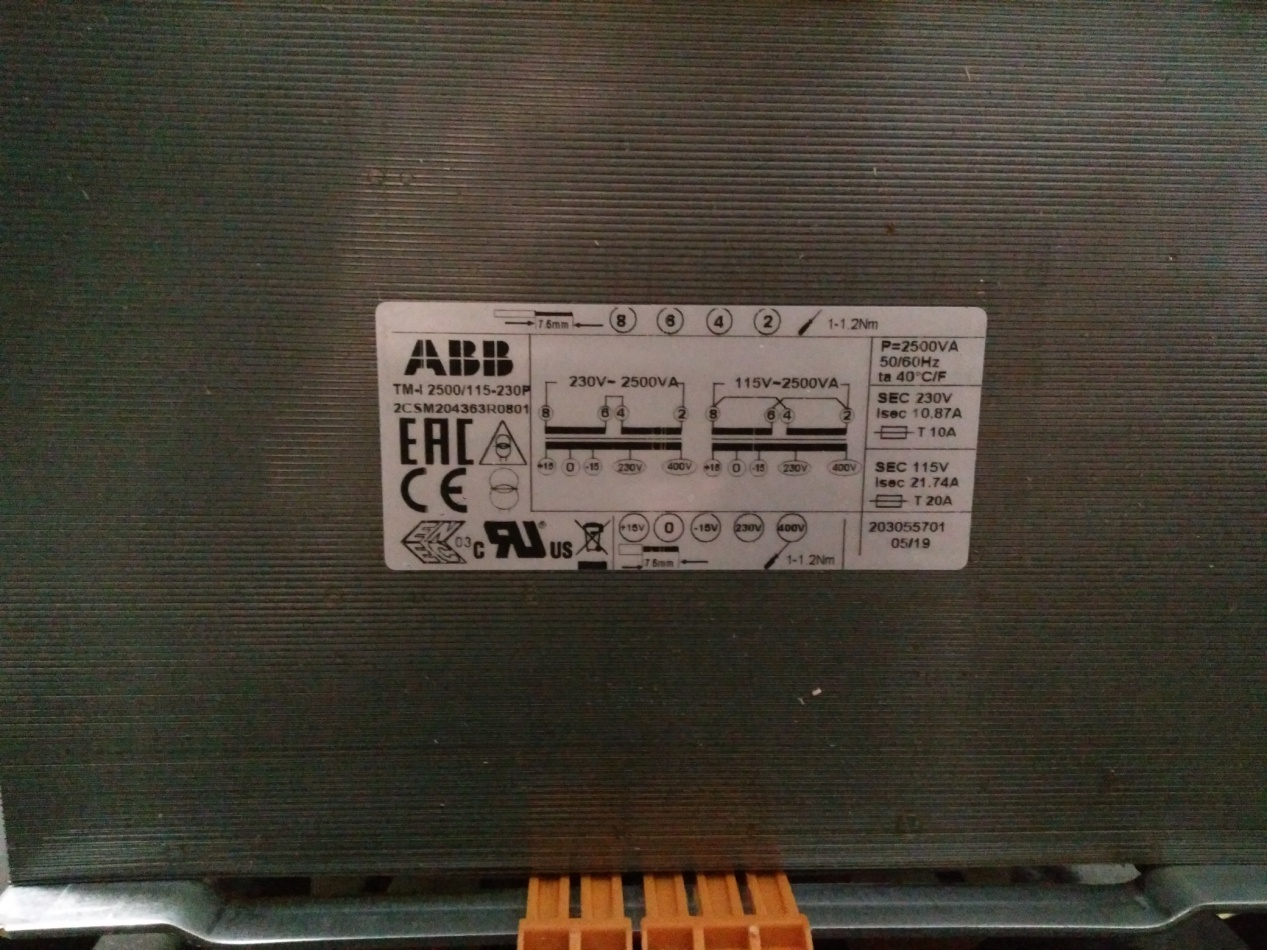 7.5mm 8 6 4 2 1-1.2Nm
ABB
TM-I 2500/115-230P
2CSM204363R0801
EAC
CE
230V~ 2500VA
8 6 4 2
+15 0 -15 230V 400V
115V~2500VA
8 6 4 2
+15 0 -15 230V 400V
P=2500VA
50/60Hz
ta 40°C/F
SEC 230V
Isec 10,87A
T 10A
SEC 115V
Isec 21.74A
T 20A
203055701
05/19
03
c RU ® US
+15V 0 -15V 230V 400V
7.5mm 1-1.2Nm